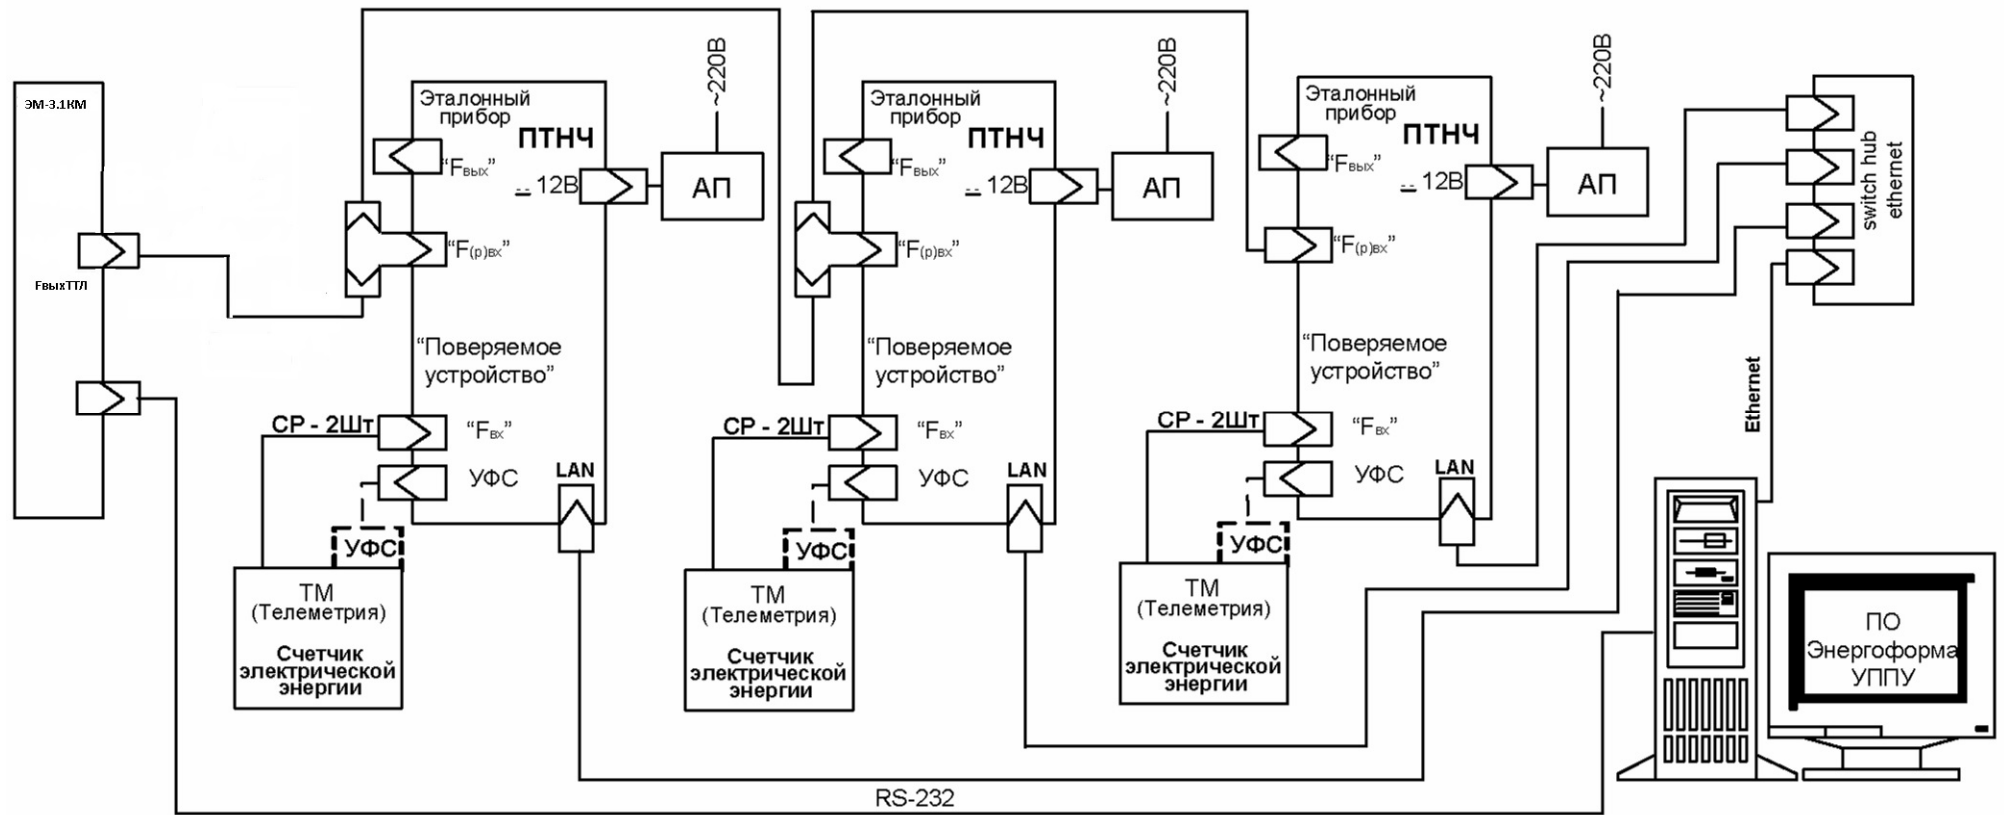 ЭМ-3.1КМ
FвыхТТЛ
Эталонный
прибор
ПТНЧ
“Fвых”
12В
АП
~220В
“F(р)вх”
“Поверяемое
устройство”
СР - 2Шт
“Fвх”
УФС
LAN
УФС
ТМ
(Телеметрия)
Счетчик
электрической
энергии
Эталонный
прибор
ПТНЧ
“Fвых”
12В
АП
~220В
“F(р)вх”
“Поверяемое
устройство”
СР - 2Шт
“Fвх”
УФС
LAN
УФС
ТМ
(Телеметрия)
Счетчик
электрической
энергии
Эталонный
прибор
ПТНЧ
“Fвых”
12В
АП
~220В
“F(р)вх”
“Поверяемое
устройство”
СР - 2Шт
“Fвх”
УФС
LAN
УФС
ТМ
(Телеметрия)
Счетчик
электрической
энергии
switch hub
ethernet
Ethernet
ПО
Энергоформа
УППУ
RS-232